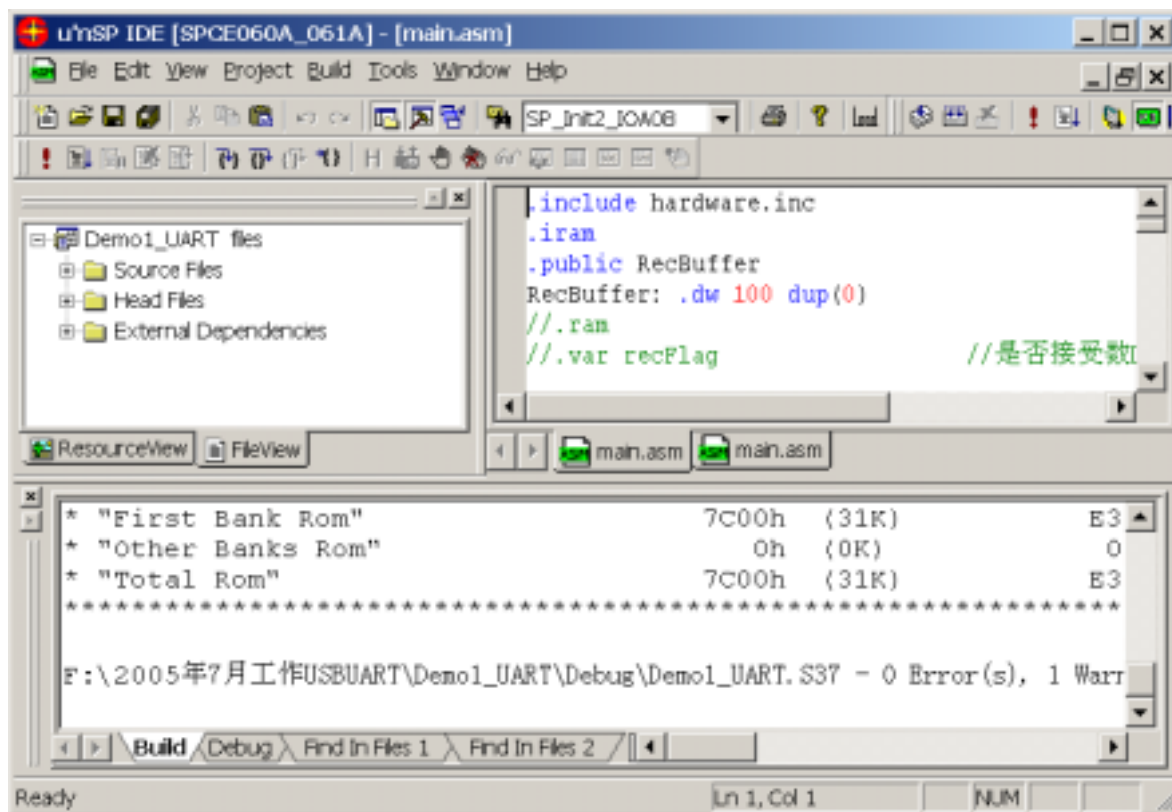 u'nSP IDE [SPCE060A_061A] - [main.asm]
File Edit View Project Build Tools Window Help
SP_Init2_IOA0B
Demo1_UART files
Source Files
Head Files
External Dependencies
ResourceView FileView
.include hardware.inc
.iram
.public RecBuffer
RecBuffer: .dw 100 dup(0)
//.ram
//.var recFlag //是否接受数
main.asm main.asm
* "First Bank Rom" 7C00h (31K) E3
* "Other Banks Rom" 0h (0K) 0
* "Total Rom" 7C00h (31K) E3
***************************************************************
F:\2005年7月工作USBUART\Demo1_UART\Debug\Demo1_UART.S37 - 0 Error(s), 1 Warr
Build Debug Find In Files 1 Find In Files 2
Ready Ln 1, Col 1 NUM